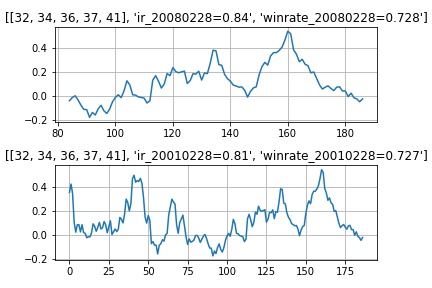 [[32, 34, 36, 37, 41], 'ir_20080228=0.84', 'winrate_20080228=0.728']
0.4
0.2
0.0
−0.2
80 100 120 140 160 180
[[32, 34, 36, 37, 41], 'ir_20010228=0.81', 'winrate_20010228=0.727']
0.4
0.2
0.0
−0.2
0 25 50 75 100 125 150 175